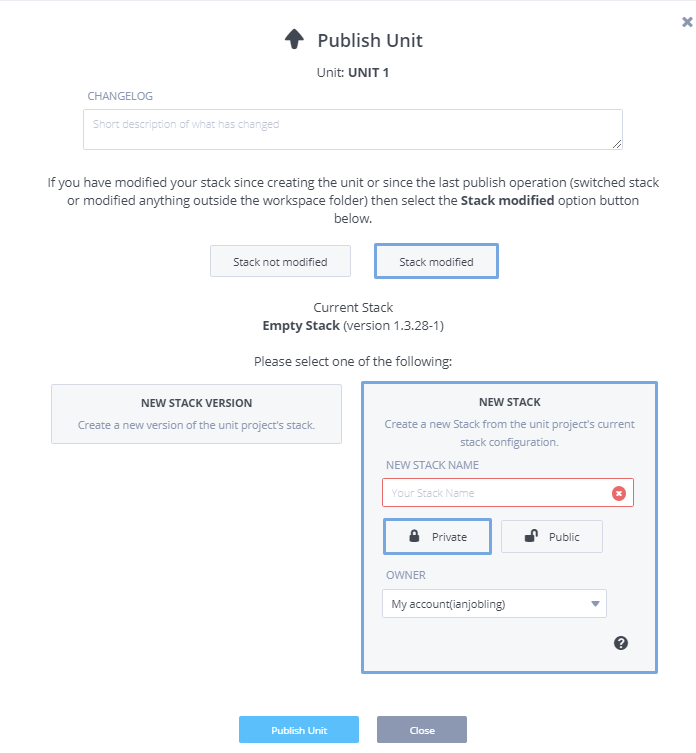 Publish Unit
Unit: UNIT 1
CHANGELOG
Short description of what has changed
If you have modified your stack since creating the unit or since the last publish operation (switched stack
or modified anything outside the workspace folder) then select the Stack modified option button
below.
Stack not modified
Stack modified
Current Stack
Empty Stack (version 1.3.28-1)
Please select one of the following:
NEW STACK VERSION
Create a new version of the unit project's stack.
NEW STACK
Create a new Stack from the unit project's current
stack configuration.
NEW STACK NAME
Your Stack Name
Private
Public
OWNER
My account(ianjobling)
Publish Unit
Close